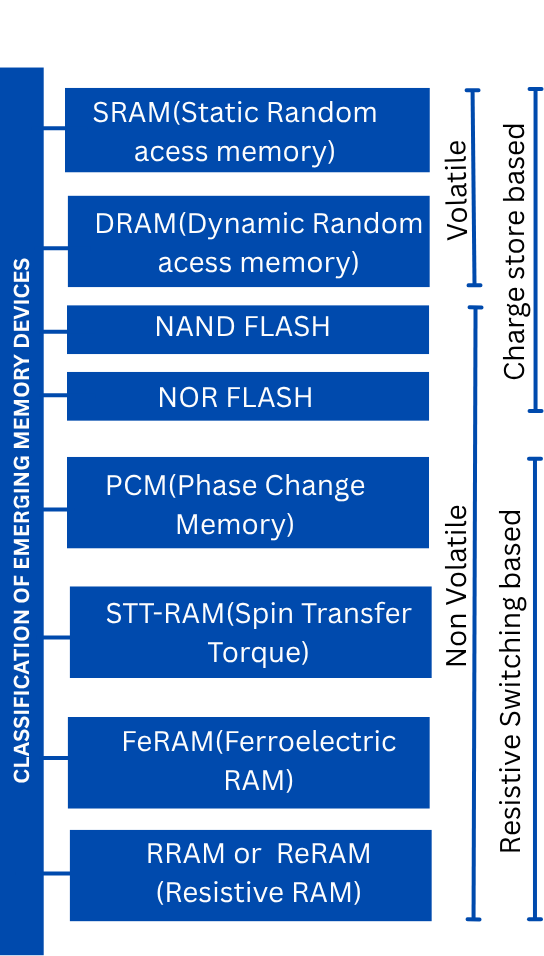 CLASSIFICATION OF EMERGING MEMORY DEVICES
SRAM(Static Random
acess memory)
DRAM(Dynamic Random
acess memory)
NAND FLASH
NOR FLASH
PCM(Phase Change
Memory)
STT-RAM(Spin Transfer
Torque)
FeRAM(Ferroelectric
RAM)
RRAM or  ReRAM
(Resistive RAM)
Volatile
Non Volatile
Charge store based
Resistive Switching based